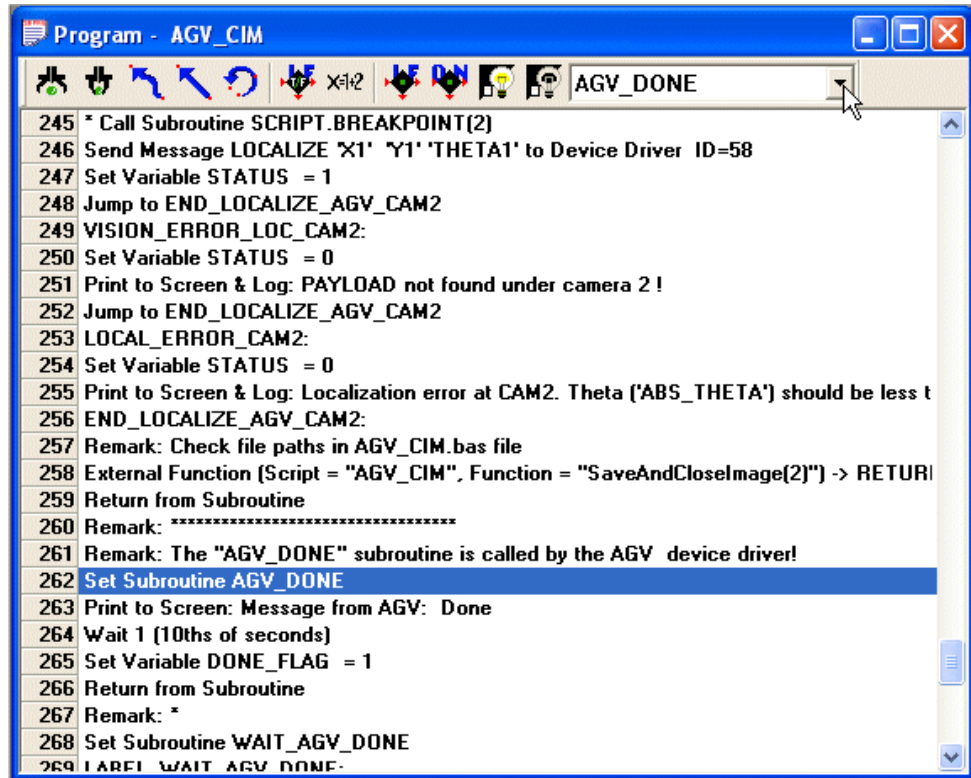 Program - AGV_CIM
I/F X=1+2 I/F D/N AGV_DONE
245 * Call Subroutine SCRIPT.BREAKPOINT(2)
246 Send Message LOCALIZE 'X1' 'Y1' 'THETA1' to Device Driver ID=58
247 Set Variable STATUS = 1
248 Jump to END_LOCALIZE_AGV_CAM2
249 VISION_ERROR_LOC_CAM2:
250 Set Variable STATUS = 0
251 Print to Screen & Log: PAYLOAD not found under camera 2 !
252 Jump to END_LOCALIZE_AGV_CAM2
253 LOCAL_ERROR_CAM2:
254 Set Variable STATUS = 0
255 Print to Screen & Log: Localization error at CAM2. Theta ('ABS_THETA') should be less t
256 END_LOCALIZE_AGV_CAM2:
257 Remark: Check file paths in AGV_CIM.bas file
258 External Function (Script = "AGV_CIM", Function = "SaveAndCloseImage(2)") -> RETURI
259 Return from Subroutine
260 Remark: **********************************
261 Remark: The "AGV_DONE" subroutine is called by the AGV device driver!
262 Set Subroutine AGV_DONE
263 Print to Screen: Message from AGV: Done
264 Wait 1 (10ths of seconds)
265 Set Variable DONE_FLAG = 1
266 Return from Subroutine
267 Remark: *
268 Set Subroutine WAIT_AGV_DONE
269 LABEL_WAIT_AGV_DONE: